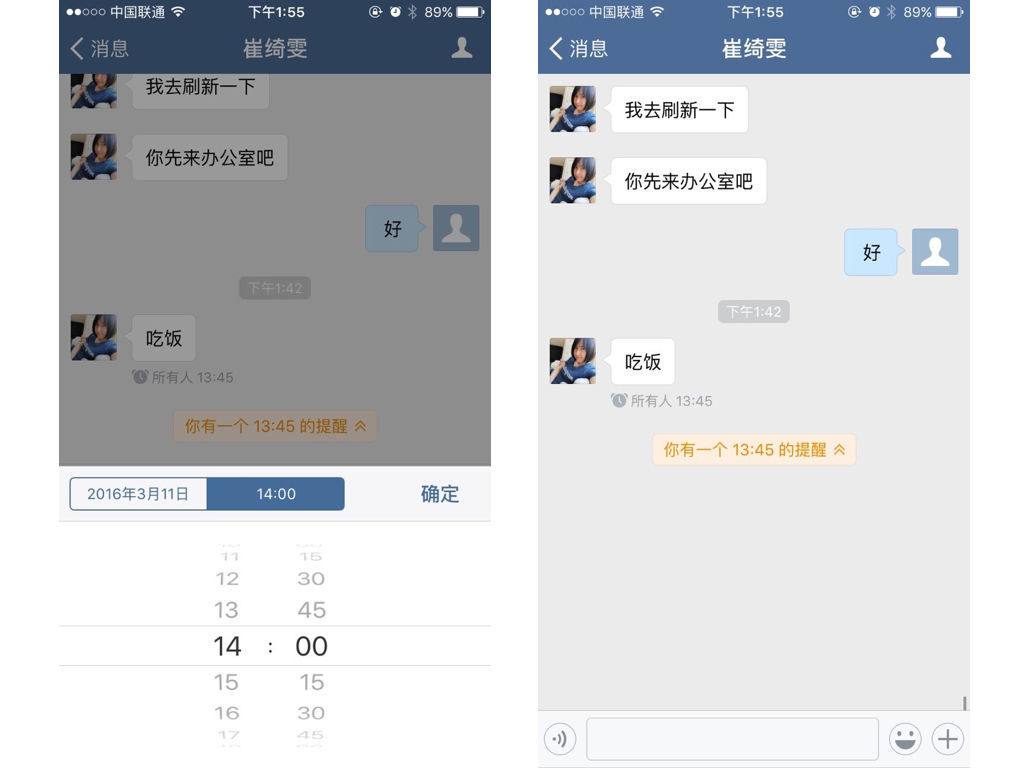 中国联通 下午1:55 89%
消息 崔绮雯
我去刷新一下
你先来办公室吧
好
下午1:42
吃饭
所有人 13:45
你有一个 13:45 的提醒
2016年3月11日 14:00 确定
11 15
12 30
13 45
14 : 00
15 15
16 30
17 45
中国联通 下午1:55 89%
消息 崔绮雯
我去刷新一下
你先来办公室吧
好
下午1:42
吃饭
所有人 13:45
你有一个 13:45 的提醒